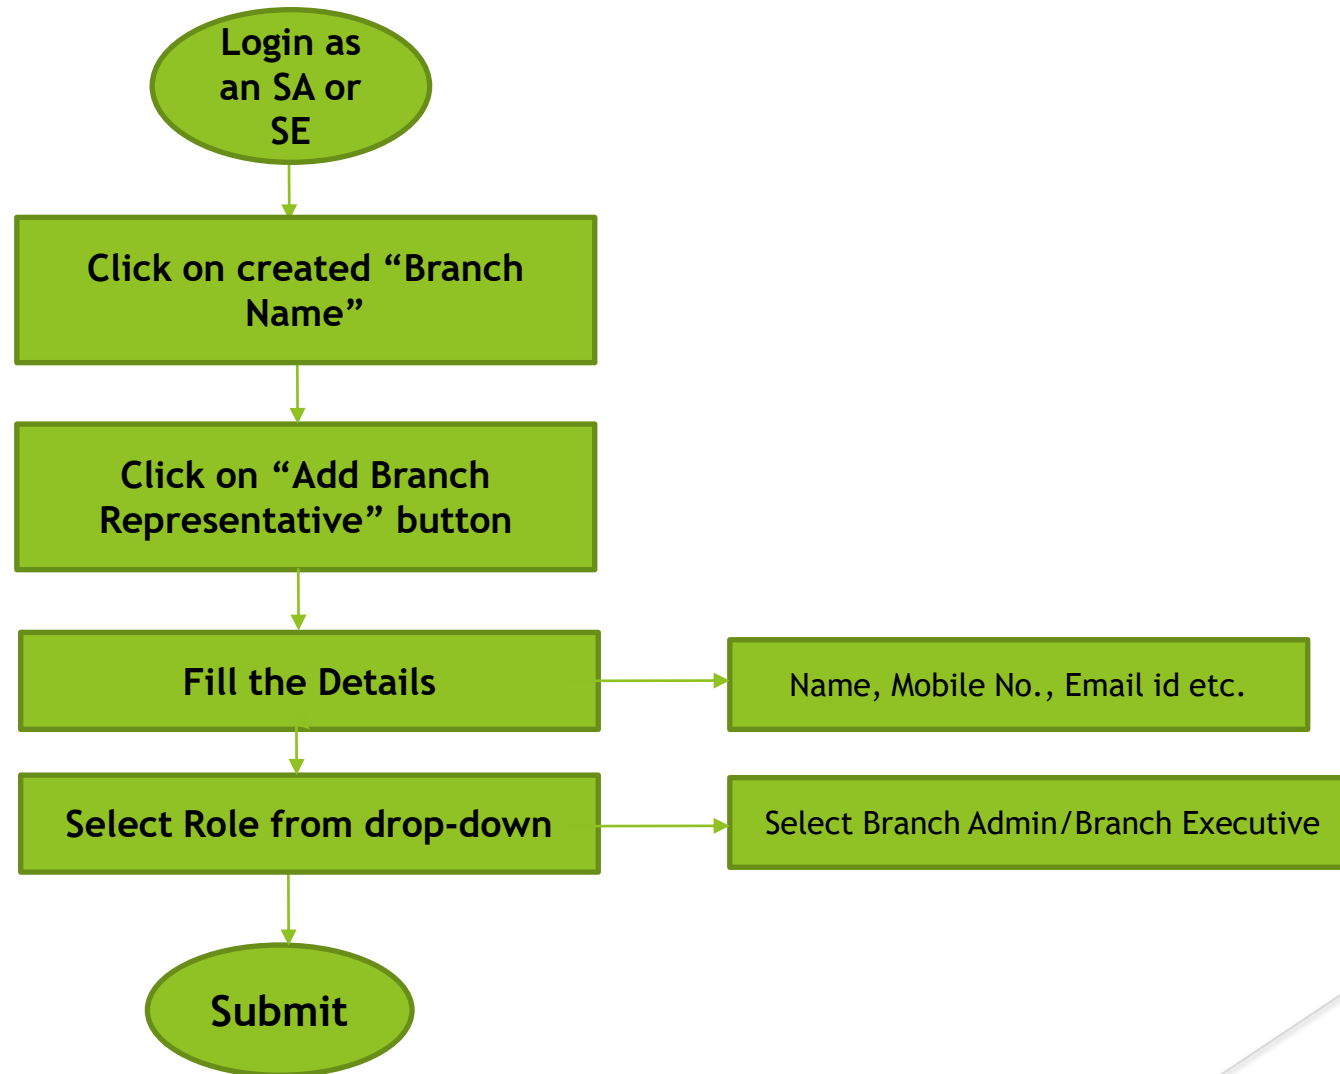 Login as
an SA or
SE
Click on created “Branch
Name”
Click on “Add Branch
Representative” button
Fill the Details
Name, Mobile No., Email id etc.
Select Role from drop-down
Select Branch Admin/Branch Executive
Submit